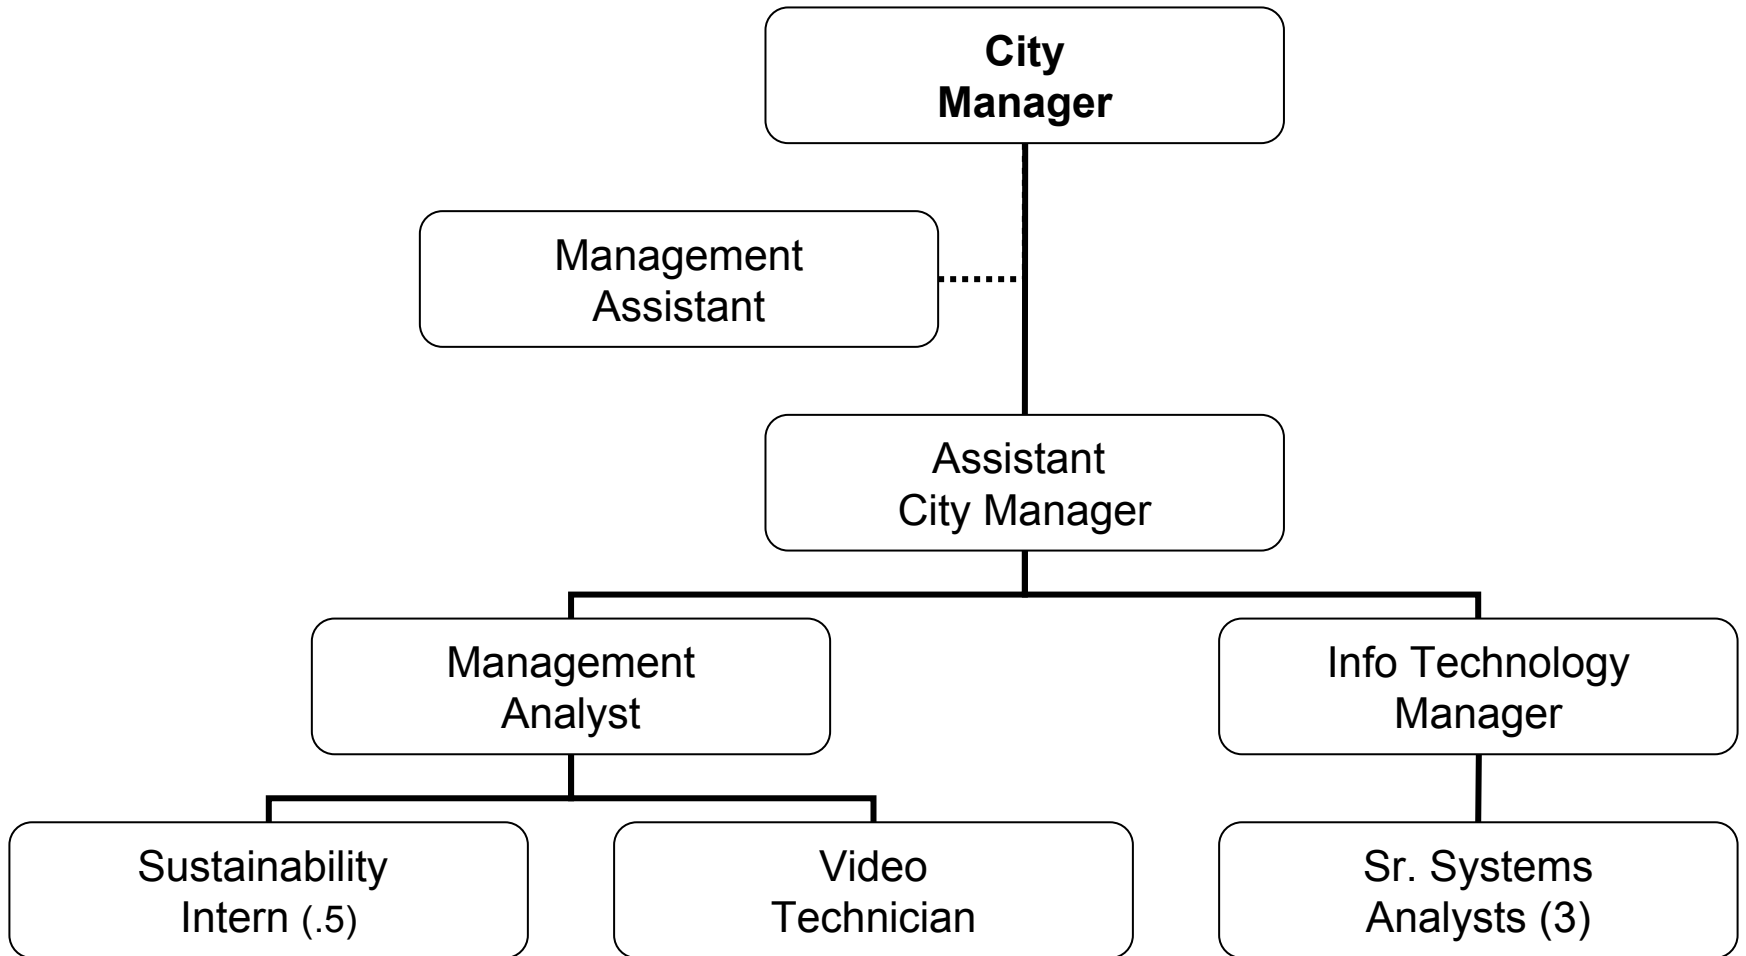 City
Manager
Management
Assistant
Assistant
City Manager
Management
Analyst
Info Technology
Manager
Sustainability
Intern (.5)
Video
Technician
Sr. Systems
Analysts (3)